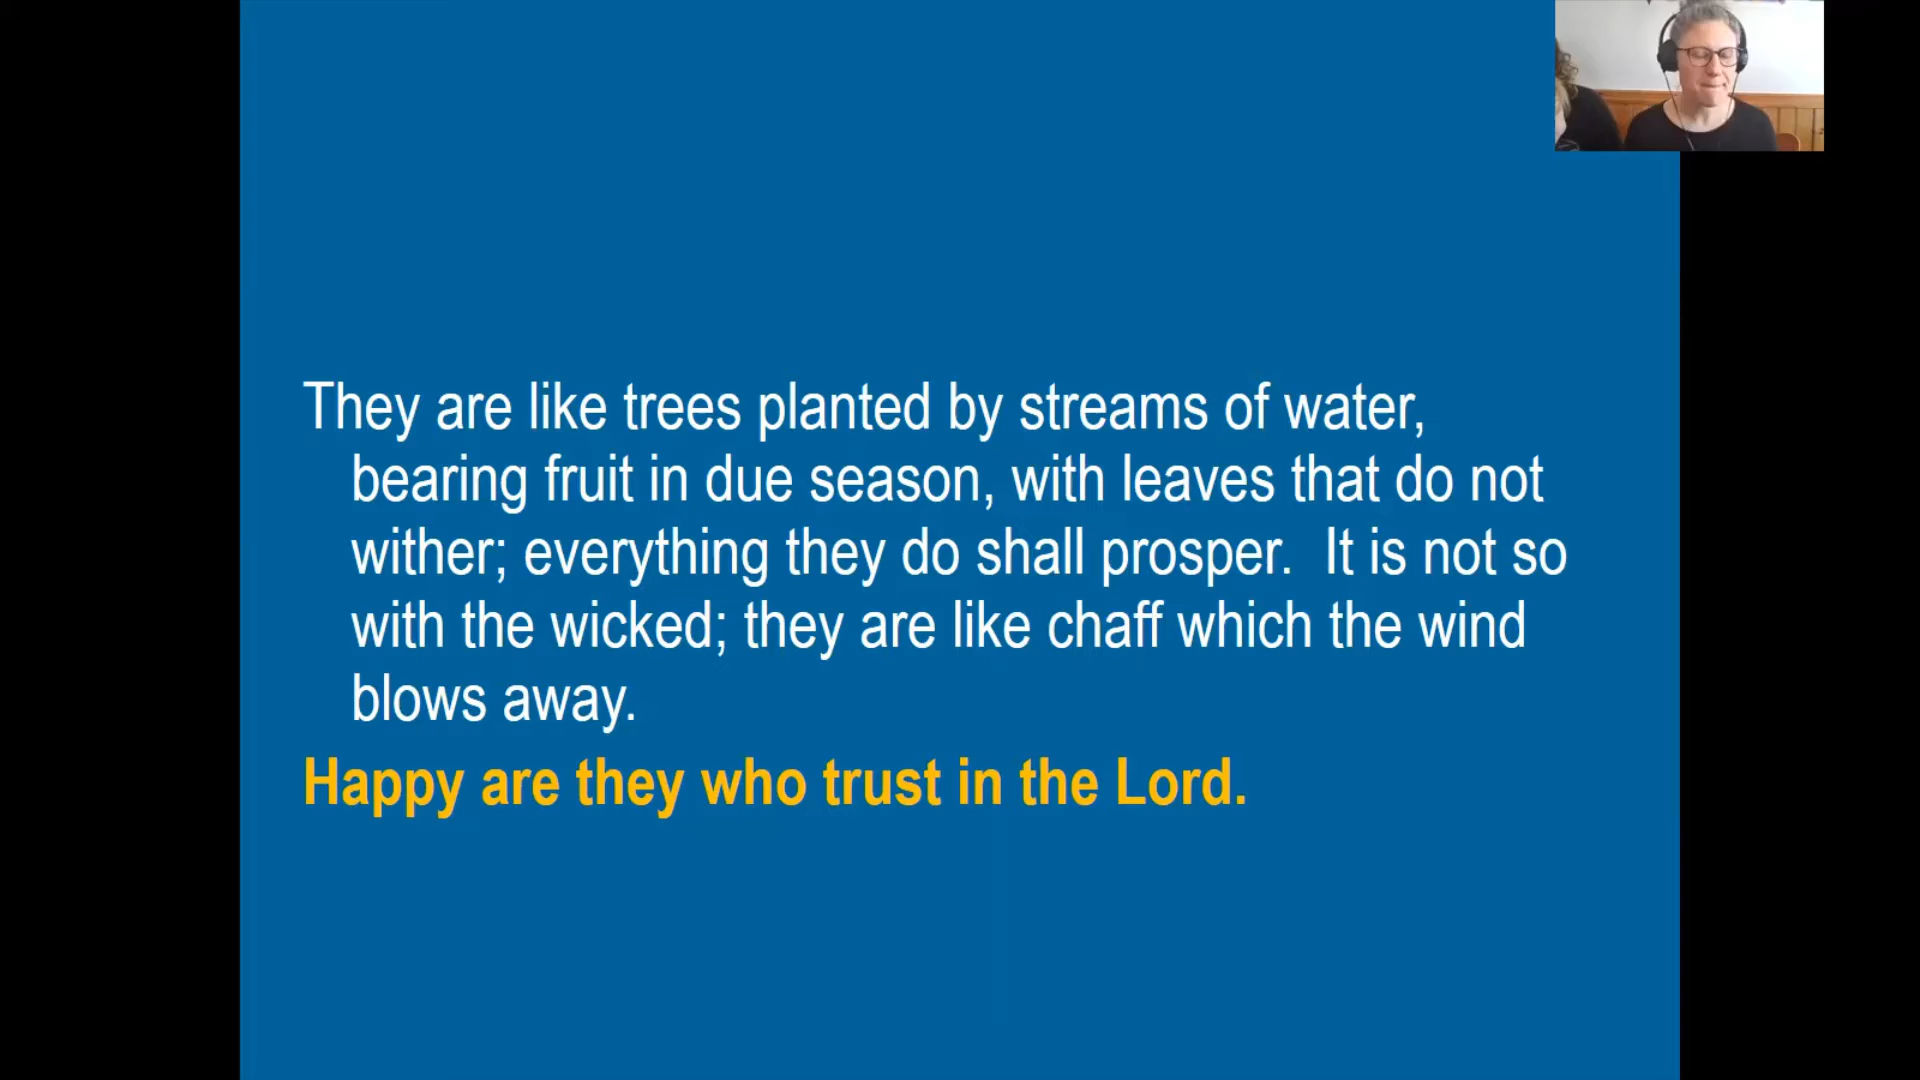 They are like trees planted by streams of water,
bearing fruit in due season, with leaves that do not
wither; everything they do shall prosper.  It is not so
with the wicked; they are like chaff which the wind
blows away.
Happy are they who trust in the Lord.